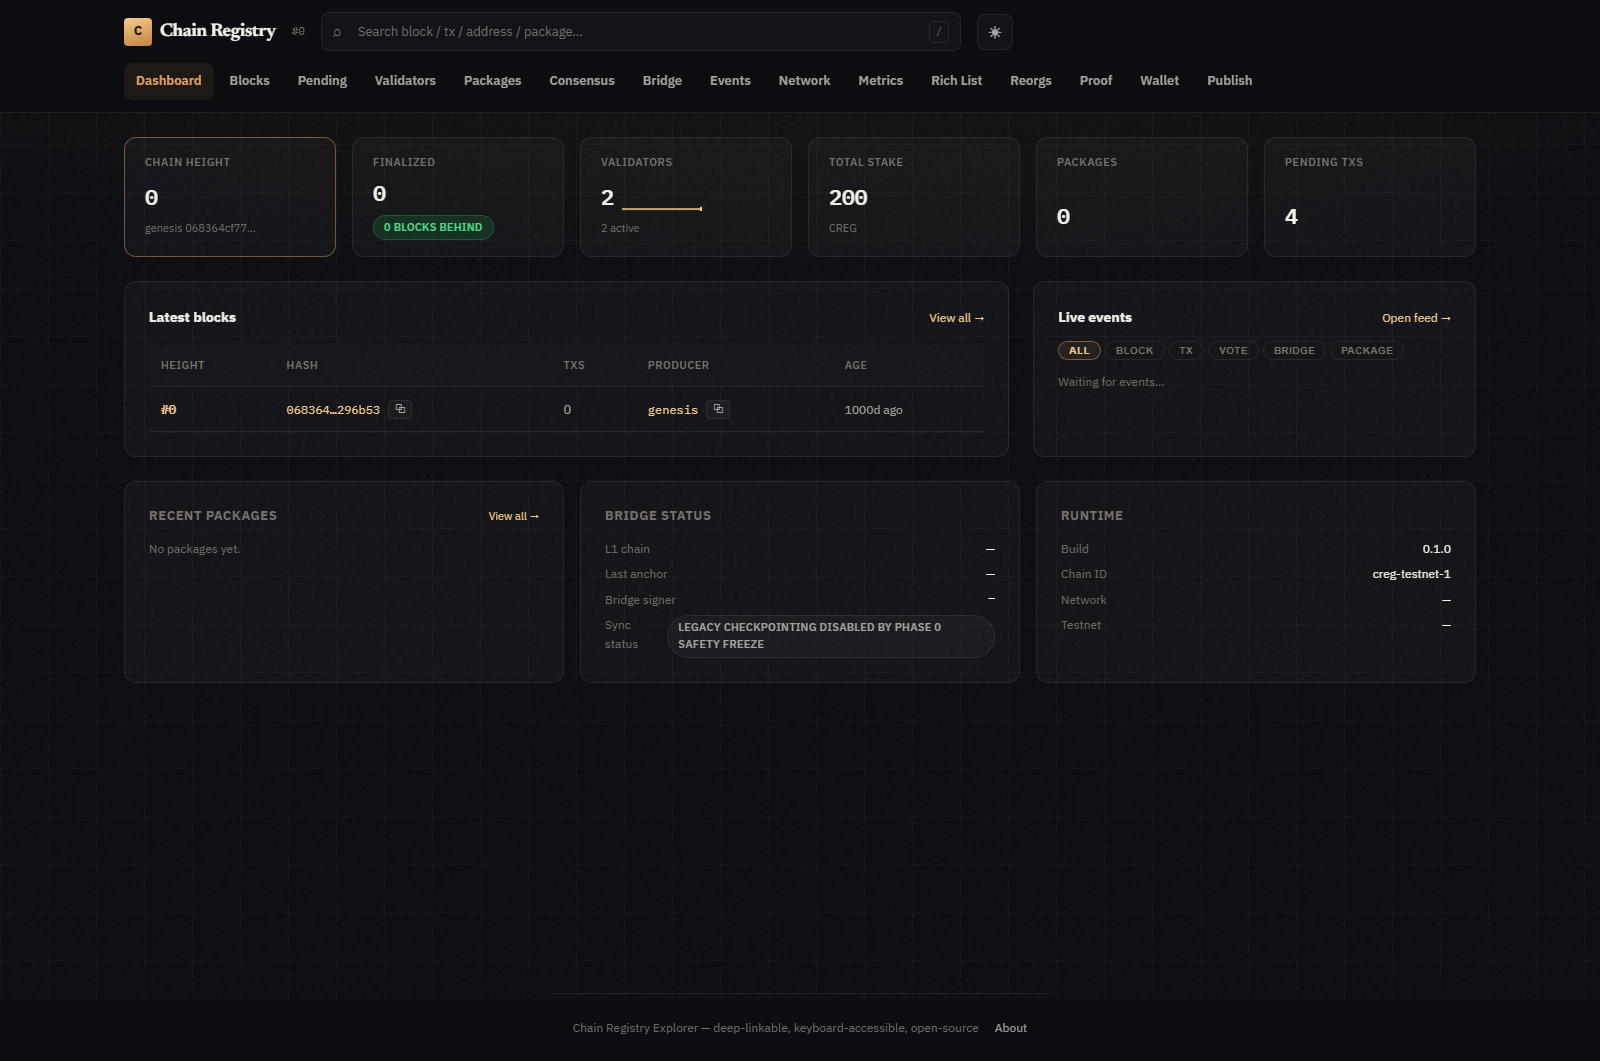 C Chain Registry #0 Search block / tx / address / package... /
Dashboard Blocks Pending Validators Packages Consensus Bridge Events Network Metrics Rich List Reorgs Proof Wallet Publish
CHAIN HEIGHT
0
genesis 068364cf77...
FINALIZED
0
0 BLOCKS BEHIND
VALIDATORS
2
2 active
TOTAL STAKE
200
CREG
PACKAGES
0
PENDING TXS
4
Latest blocks View all →
HEIGHT HASH TXS PRODUCER AGE
#0 068364…296b53 0 genesis 1000d ago
Live events Open feed →
ALL BLOCK TX VOTE BRIDGE PACKAGE
Waiting for events...
RECENT PACKAGES View all →
No packages yet.
BRIDGE STATUS
L1 chain —
Last anchor —
Bridge signer —
Sync status LEGACY CHECKPOINTING DISABLED BY PHASE 0
SAFETY FREEZE
RUNTIME
Build 0.1.0
Chain ID creg-testnet-1
Network —
Testnet —
Chain Registry Explorer — deep-linkable, keyboard-accessible, open-source About